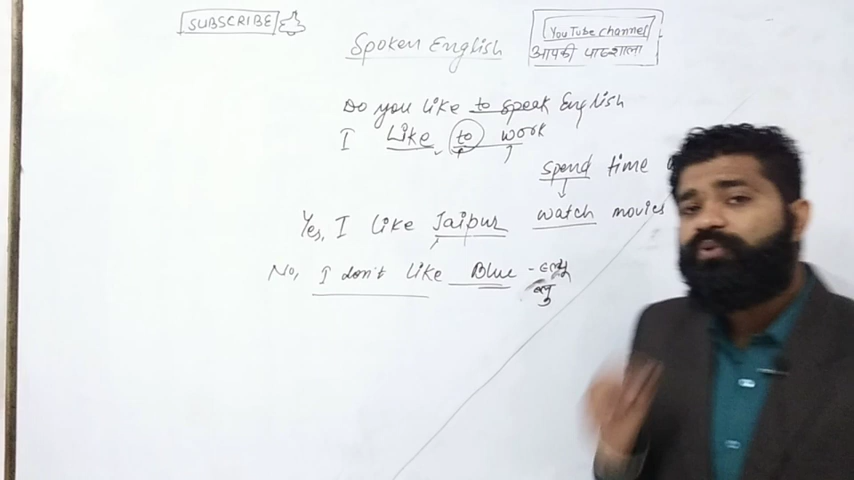 SUBSCRIBE
YouTube channel
आपकी पाठशाला
Spoken English
Do you like to speak English
I Like to work
spend time
Yes, I like Jaipur watch movies
No, I don't like Blue -